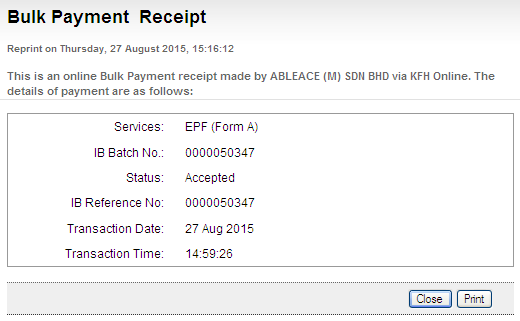 Bulk Payment Receipt
Reprint on Thursday, 27 August 2015, 15:16:12
This is an online Bulk Payment receipt made by ABLEACE (M) SDN BHD via KFH Online. The
details of payment are as follows:
Services: EPF (Form A)
IB Batch No.: 0000050347
Status: Accepted
IB Reference No: 0000050347
Transaction Date: 27 Aug 2015
Transaction Time: 14:59:26
Close Print